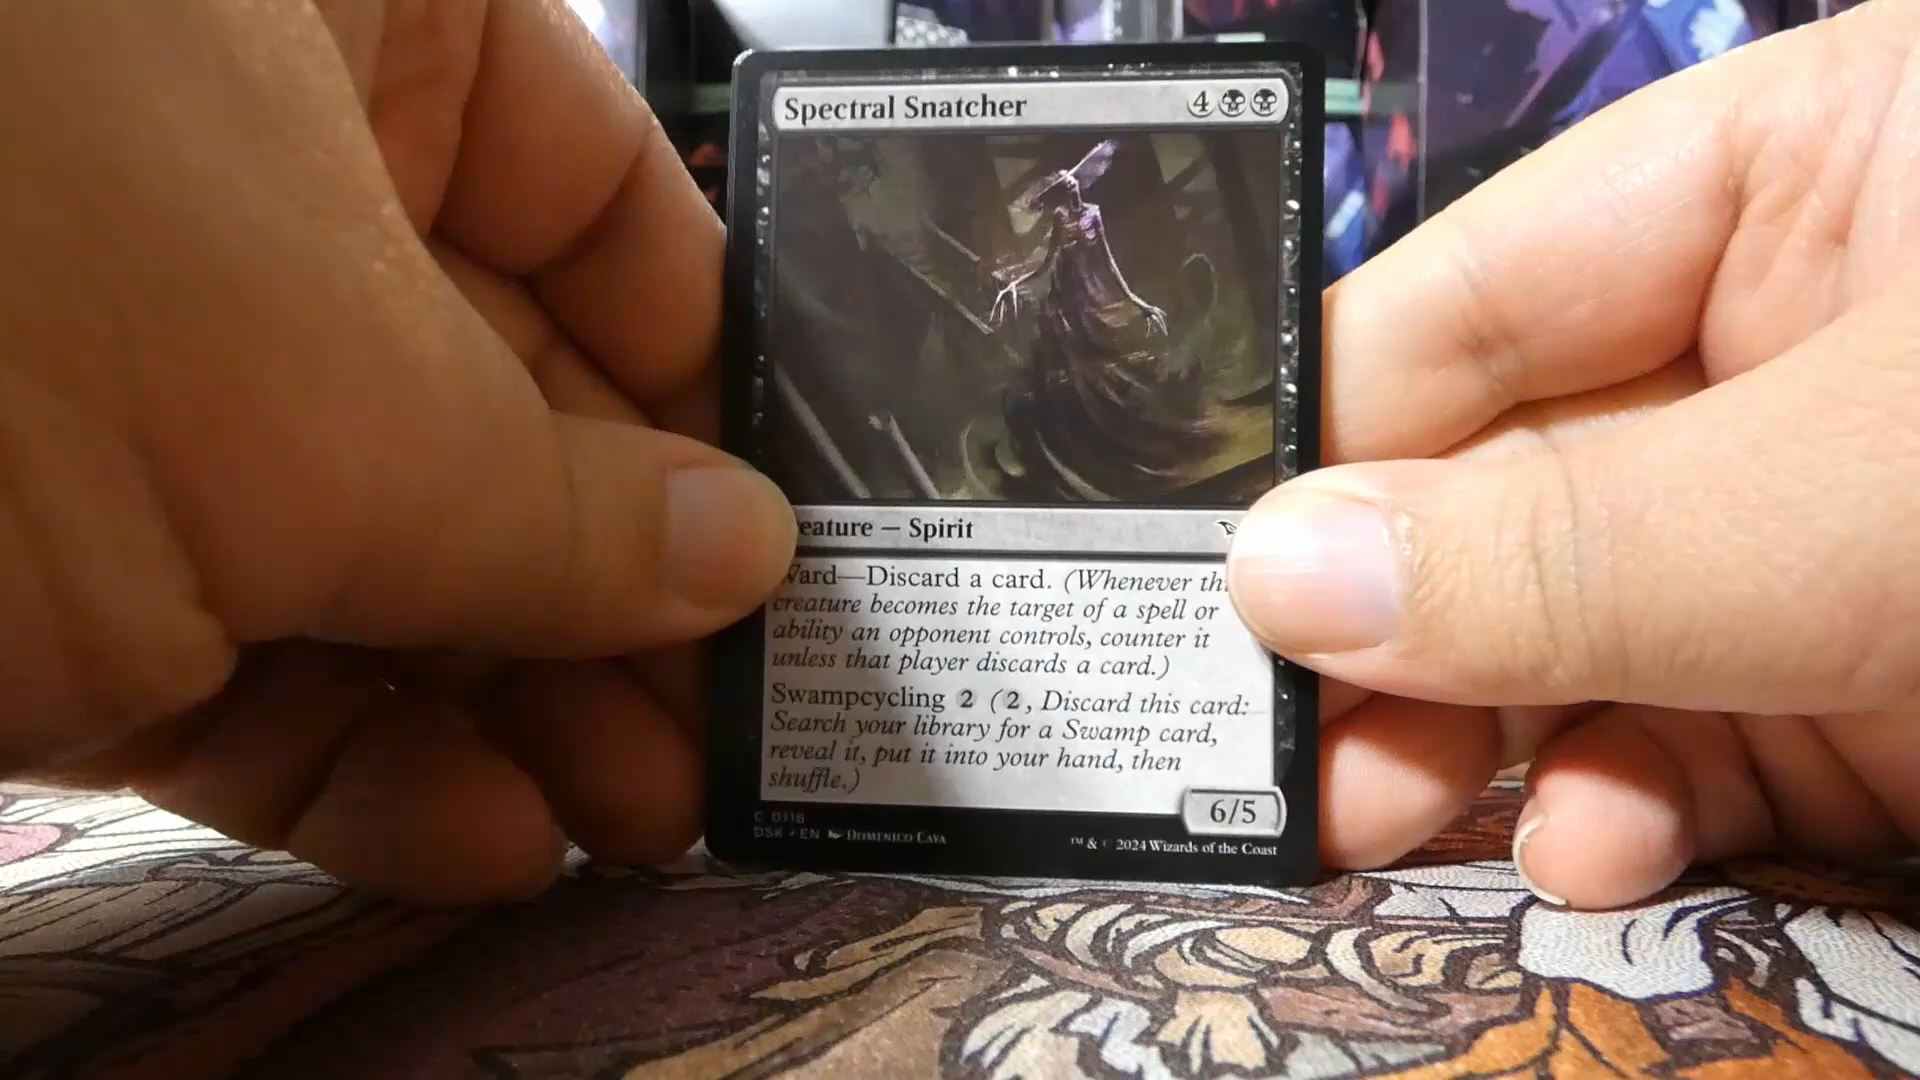 Spectral Snatcher 4
eature — Spirit
Ward—Discard a card. (Whenever th
creature becomes the target of a spell or
ability an opponent controls, counter it
unless that player discards a card.)
Swampcycling 2 (2, Discard this card:
Search your library for a Swamp card,
reveal it, put it into your hand, then
shuffle.)
6/5
C 0116
DSK • EN Domenico Cava
™ & © 2024 Wizards of the Coast